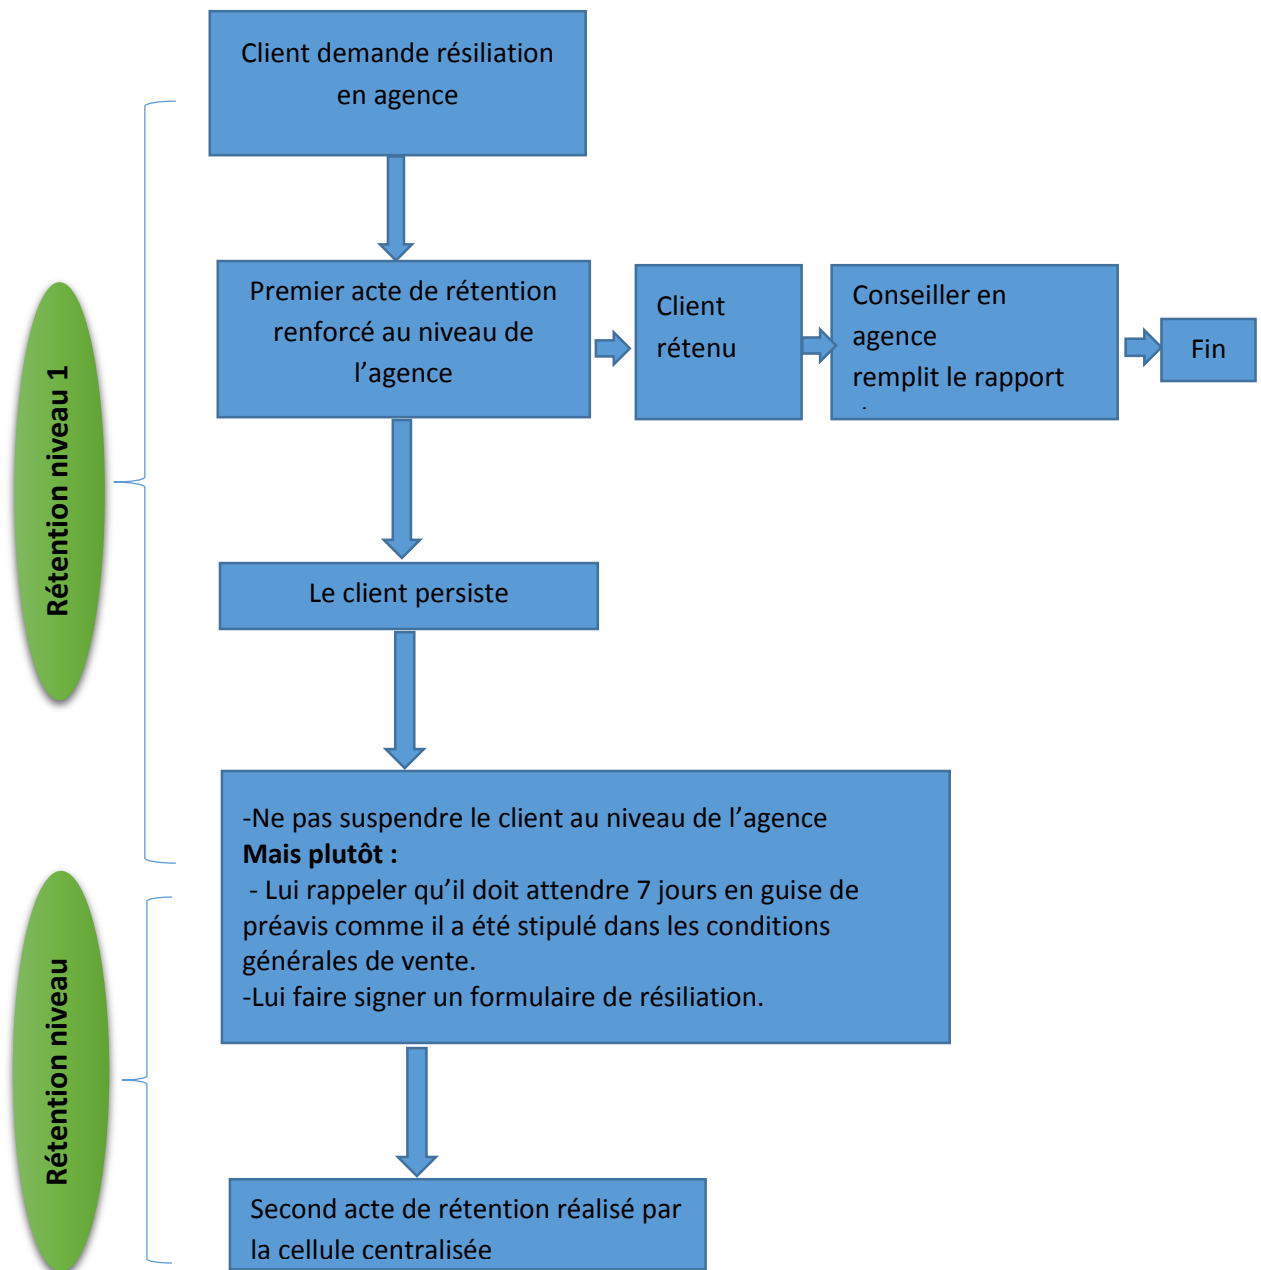 Client demande résiliation
en agence
Premier acte de rétention
renforcé au niveau de
l’agence
Client
rétenu
Conseiller en
agence
remplit le rapport
Fin
Rétention niveau 1
Le client persiste
-Ne pas suspendre le client au niveau de l’agence
Mais plutôt :
- Lui rappeler qu’il doit attendre 7 jours en guise de
préavis comme il a été stipulé dans les conditions
générales de vente.
-Lui faire signer un formulaire de résiliation.
Rétention niveau
Second acte de rétention réalisé par
la cellule centralisée